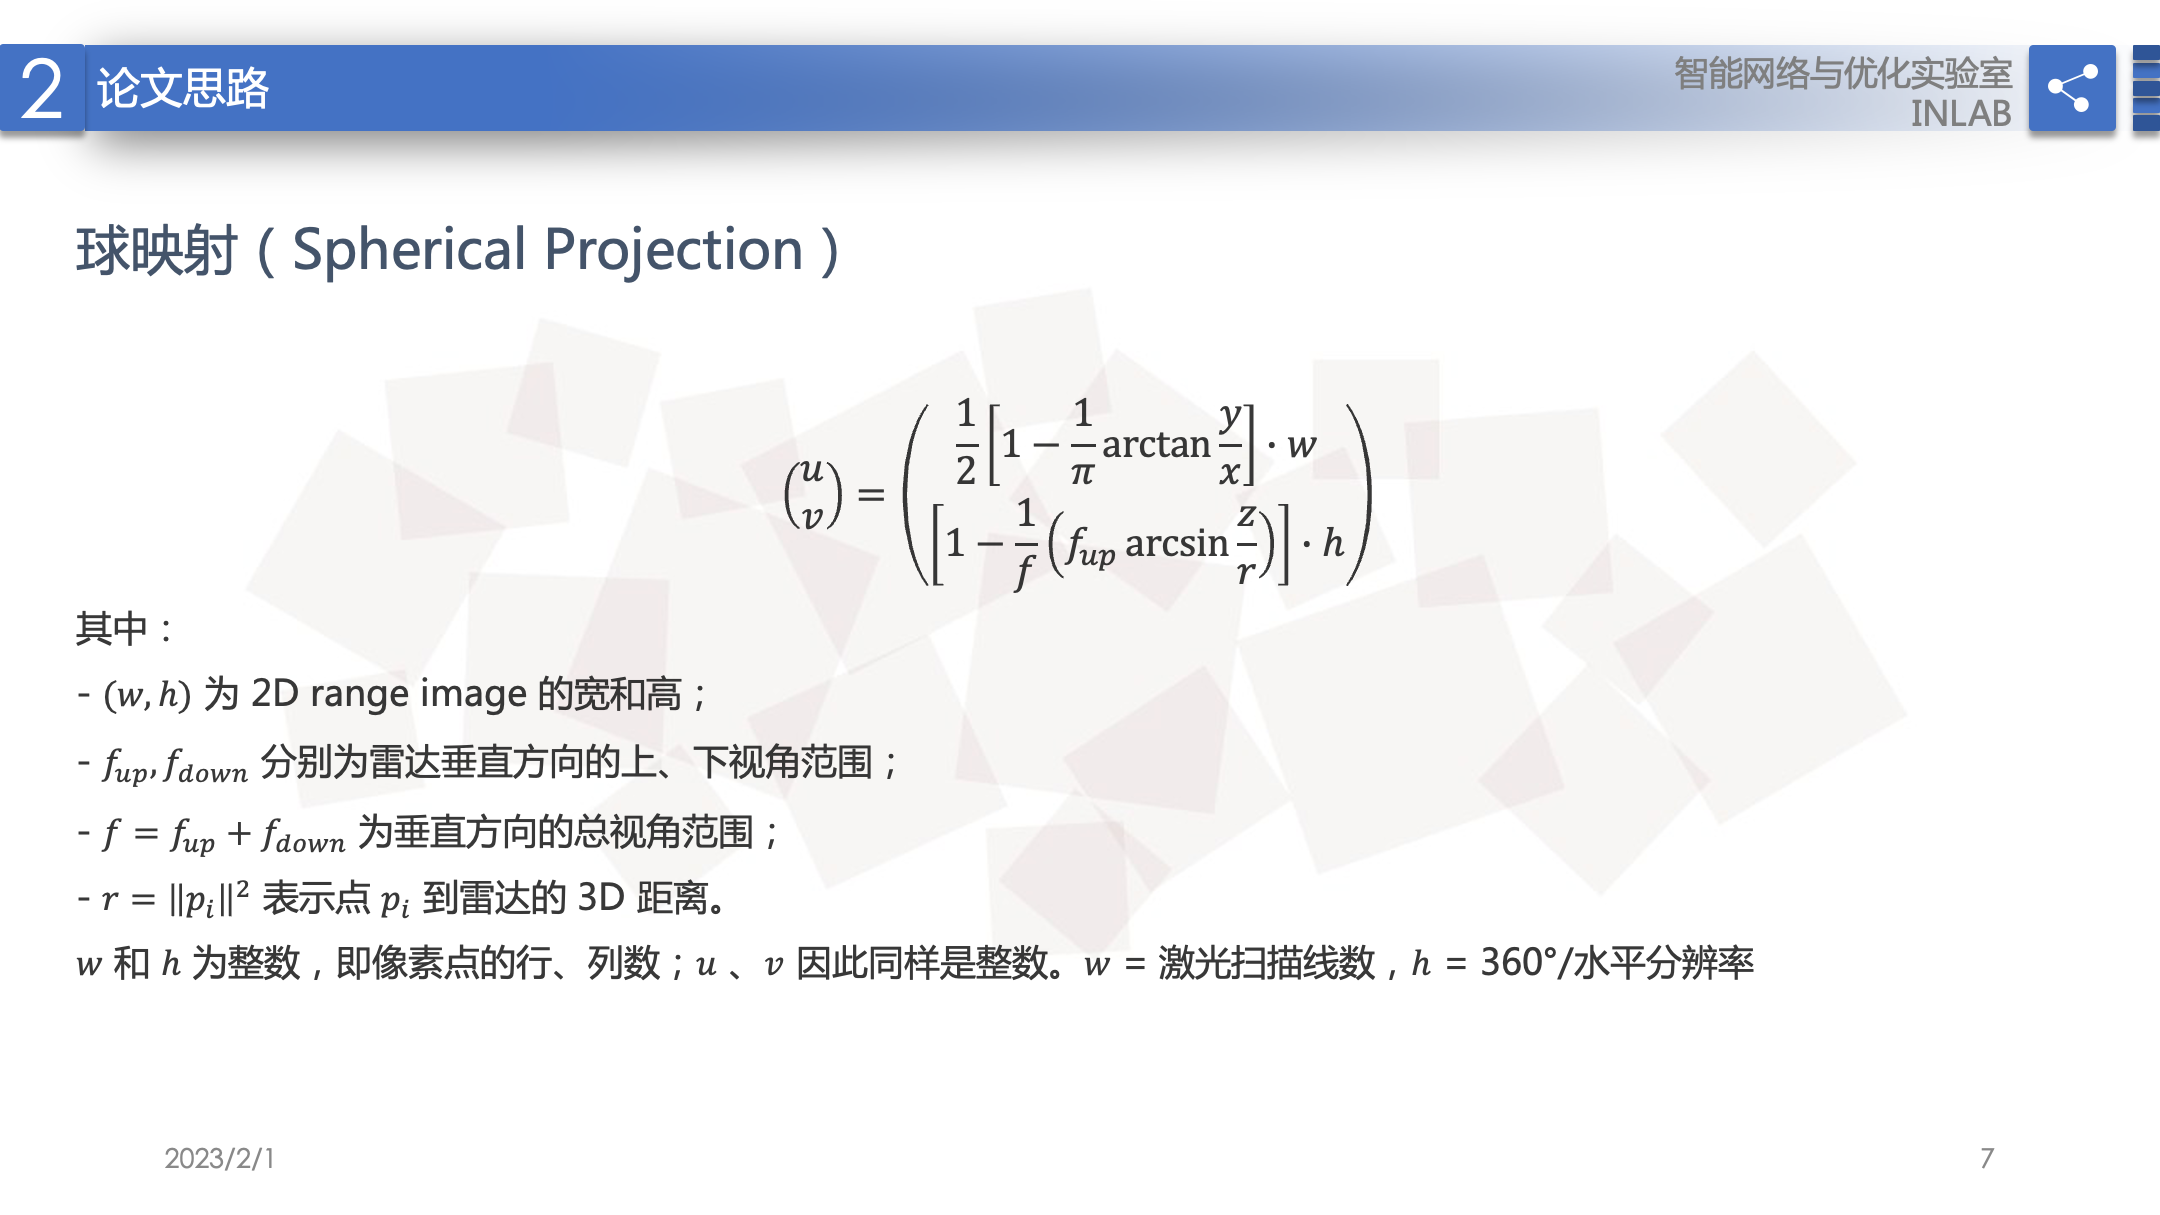 2 论文思路
智能网络与优化实验室
INLAB
球映射（Spherical Projection）
$\binom{u}{v} = \begin{pmatrix} \frac{1}{2}\left[1 - \frac{1}{\pi}\arctan\frac{y}{x}\right] \cdot w \\ \left[1 - \frac{1}{f}\left(f_{up} \arcsin\frac{z}{r}\right)\right] \cdot h \end{pmatrix}$
其中：
- $(w, h)$ 为 2D range image 的宽和高；
- $f_{up}, f_{down}$ 分别为雷达垂直方向的上、下视角范围；
- $f = f_{up} + f_{down}$ 为垂直方向的总视角范围；
- $r = \|p_i\|^2$ 表示点 $p_i$ 到雷达的 3D 距离。
$w$ 和 $h$ 为整数，即像素点的行、列数；$u$ 、$v$ 因此同样是整数。$w$ = 激光扫描线数，$h$ = 360°/水平分辨率
2023/2/1
7